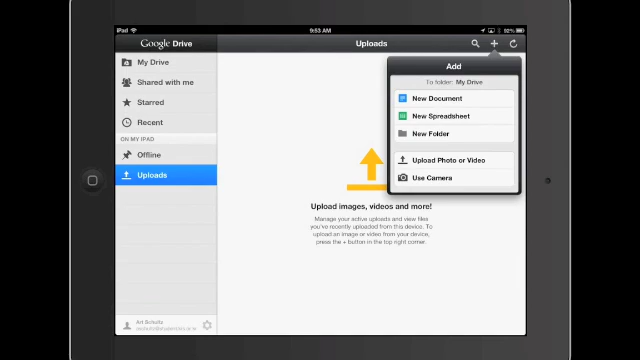 iPad
9:53 AM
92%
Google Drive
Uploads
My Drive
Shared with me
Starred
Recent
ON MY IPAD
Offline
Uploads
Add
To folder: My Drive
New Document
New Spreadsheet
New Folder
Upload Photo or Video
Use Camera
Upload images, videos and more!
Manage your active uploads and view files
you've recently uploaded from this device. To
upload an image or video from your device,
press the + button in the top right corner.
Art Schultz